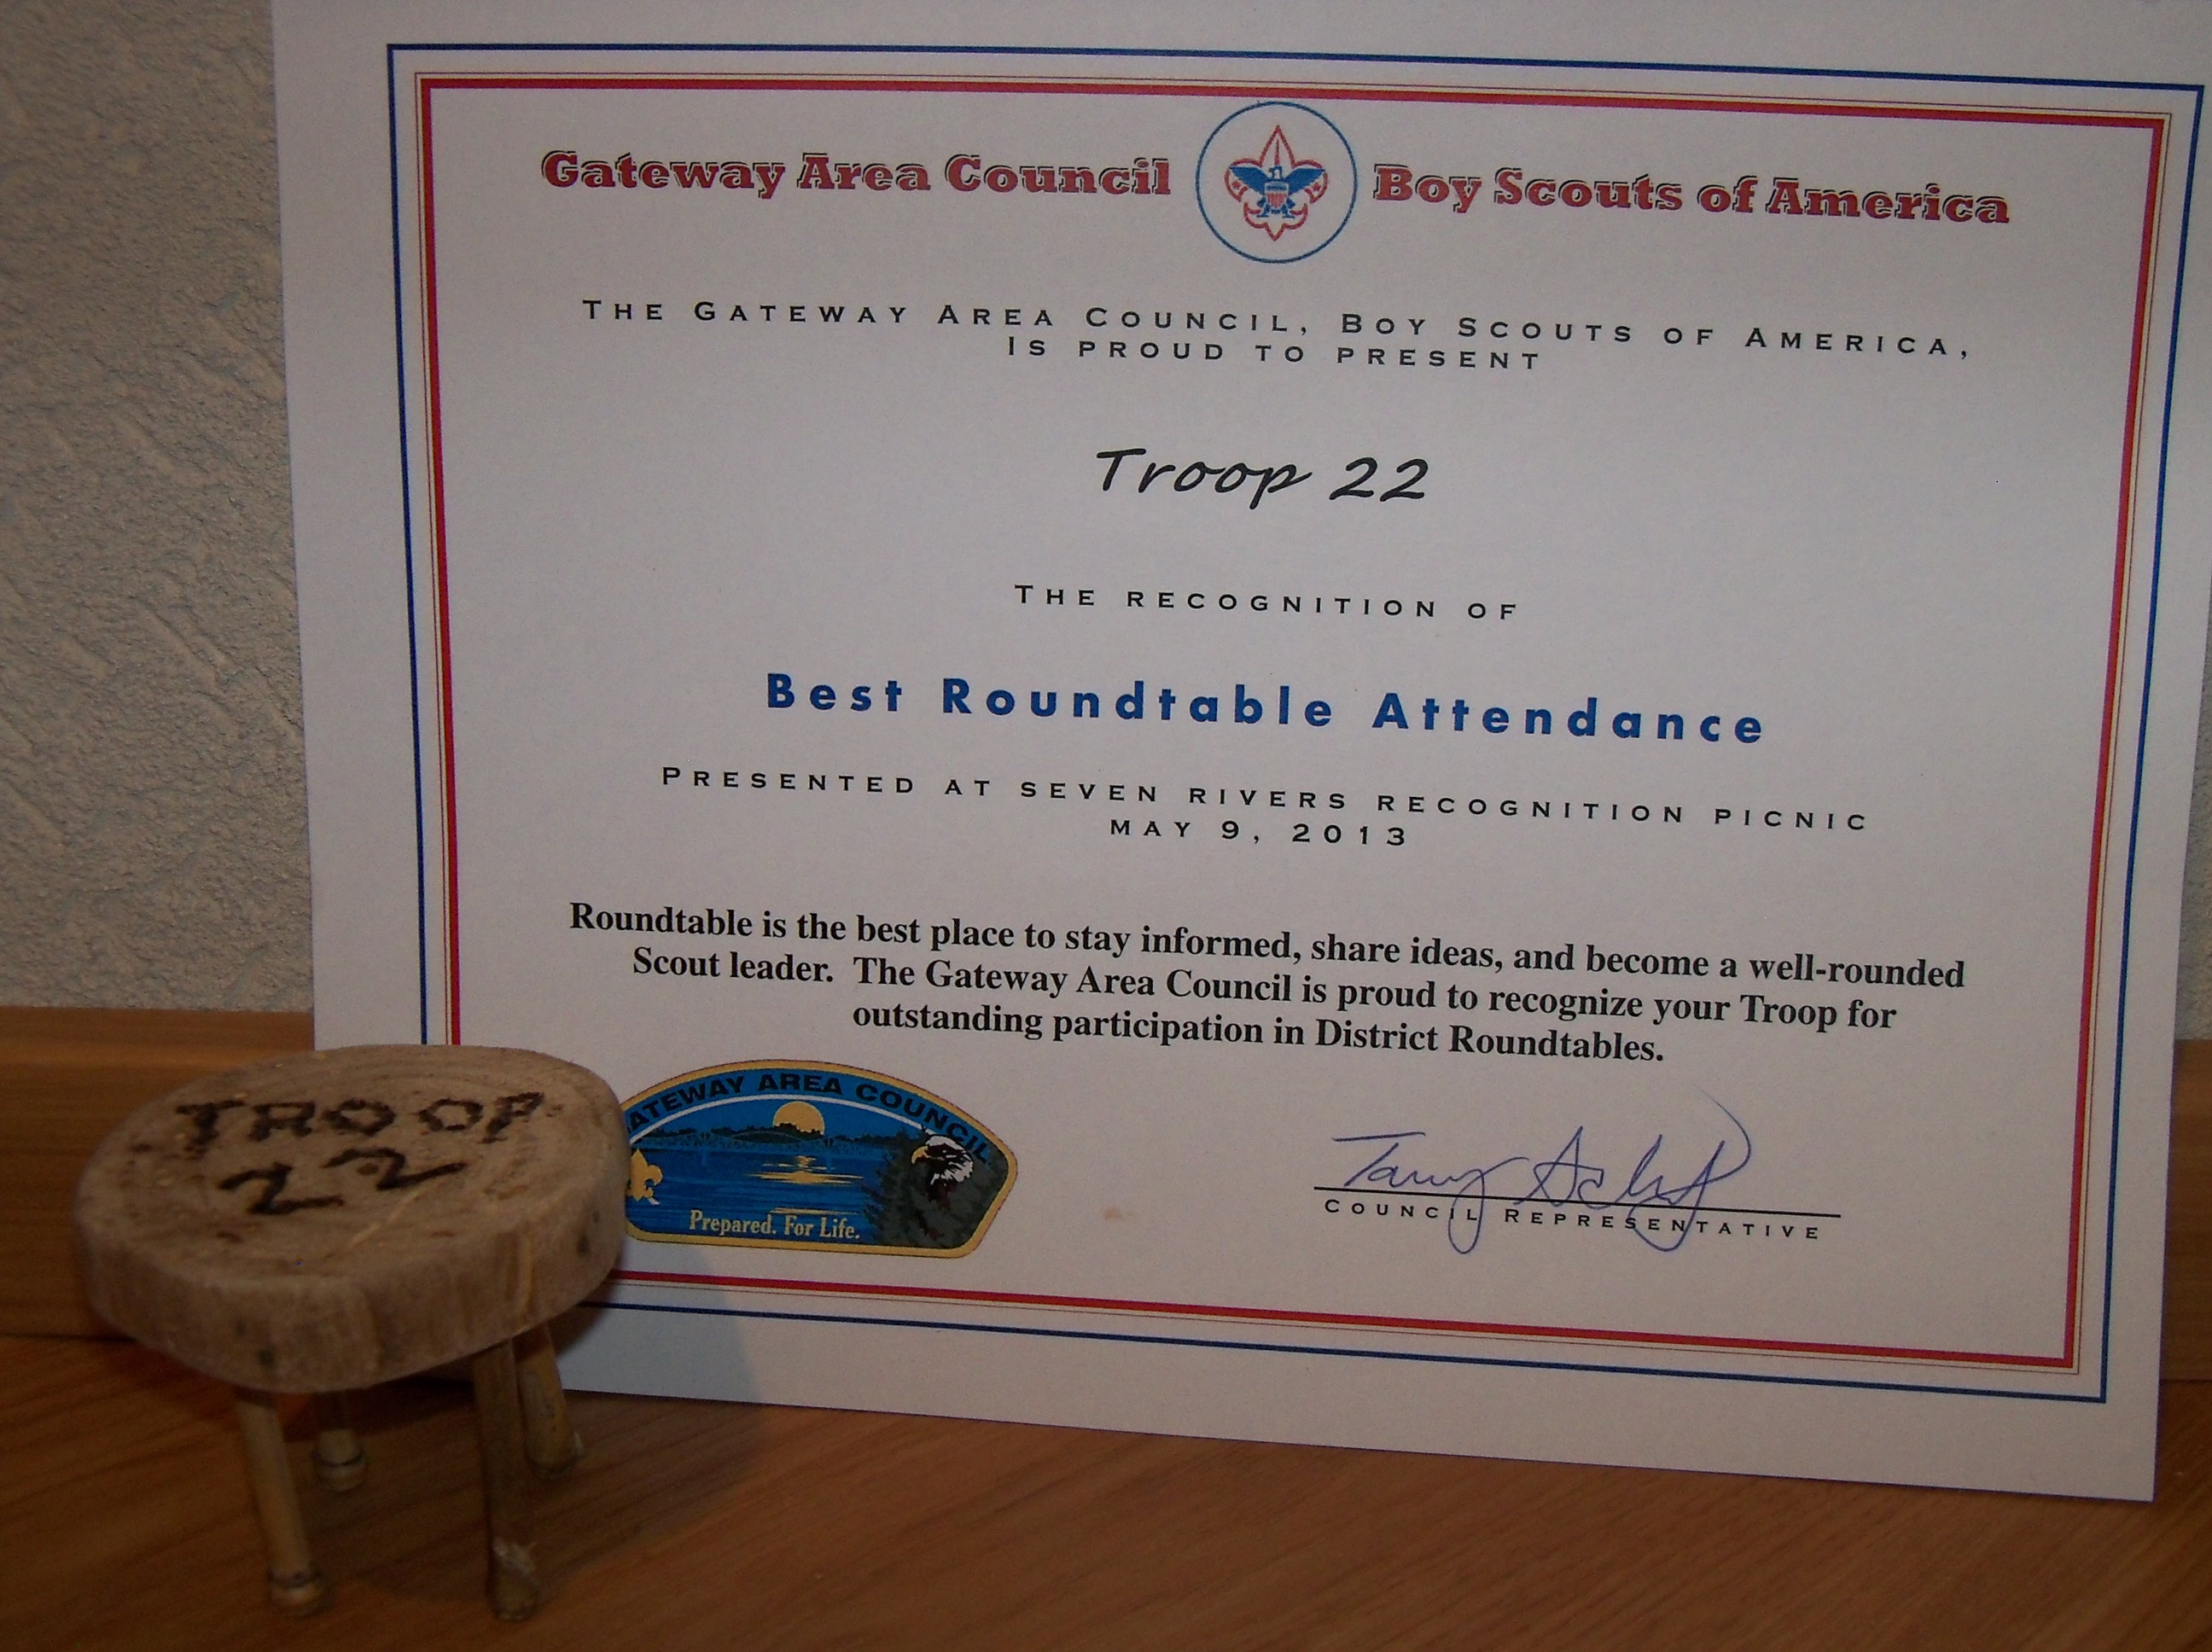 Gateway Area Council Boy Scouts of America
The Gateway Area Council, Boy Scouts of America,
Is proud to present
Troop 22
The recognition of
Best Roundtable Attendance
Presented at Seven Rivers Recognition Picnic
May 9, 2013
Roundtable is the best place to stay informed, share ideas, and become a well-rounded
Scout leader. The Gateway Area Council is proud to recognize your Troop for
outstanding participation in District Roundtables.
TROOP
22
GATEWAY AREA COUNCIL
Prepared. For Life.
Council Representative